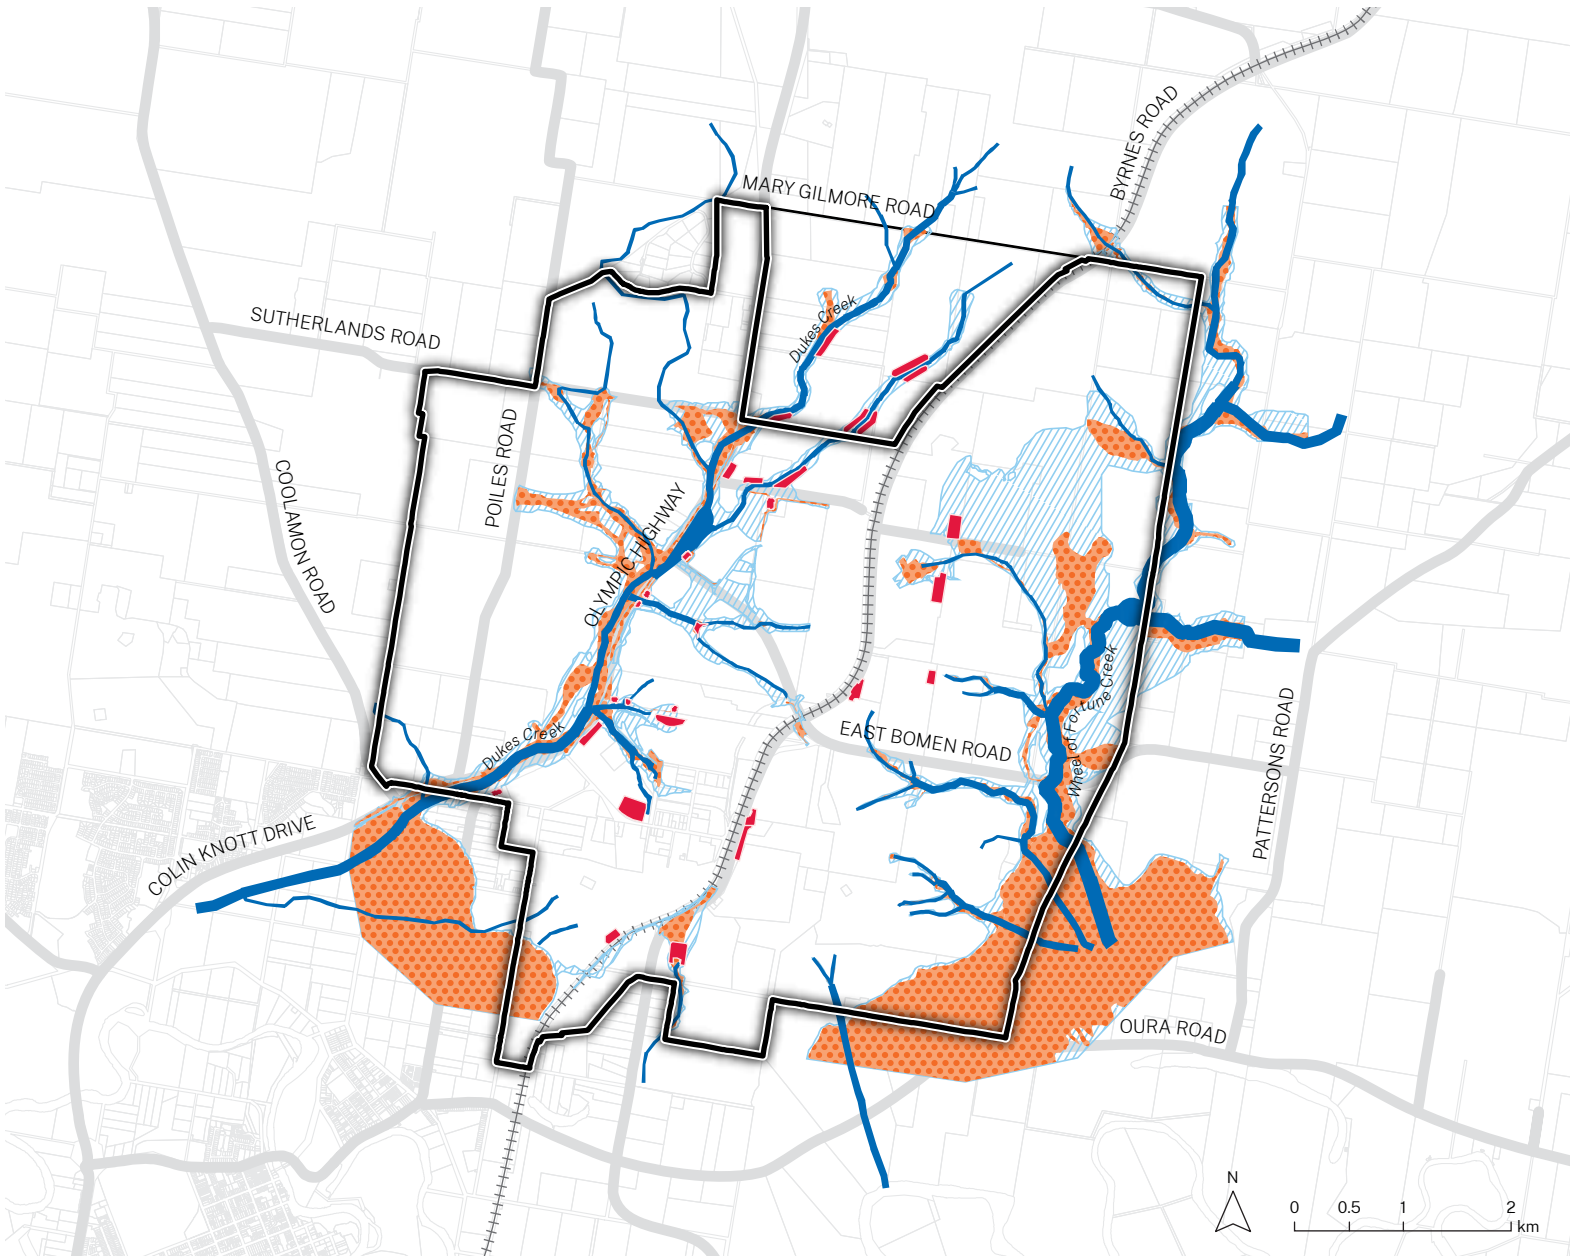 BYRNES ROAD
MARY GILMORE ROAD
Dukes Creek
SUTHERLANDS ROAD
POILES ROAD
COOLAMON ROAD
OLYMPIC HIGHWAY
Wheel of Fortune Creek
EAST BOMEN ROAD
PATTERSONS ROAD
Dukes Creek
COLIN KNOTT DRIVE
OURA ROAD
N
0 0.5 1 2
km